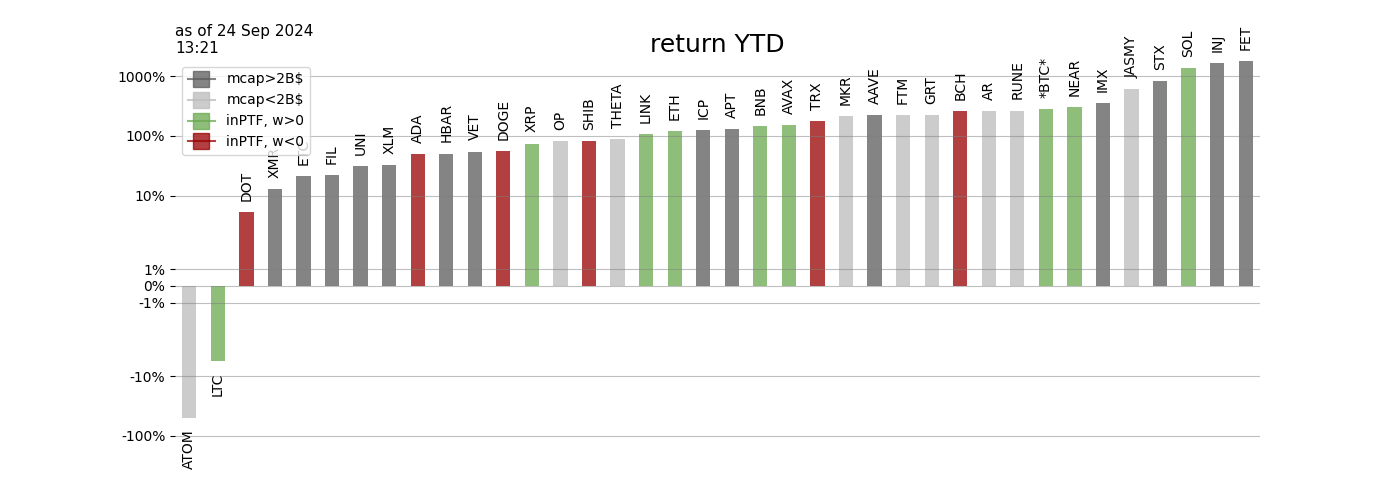 as of 24 Sep 2024
13:21
return YTD
mcap>2B$
mcap<2B$
inPTF, w>0
inPTF, w<0
1000%
100%
10%
1%
0%
-1%
-10%
-100%
ATOM
LTC
DOT
XMR
ETC
FIL
UNI
XLM
ADA
HBAR
VET
DOGE
XRP
OP
SHIB
THETA
LINK
ETH
ICP
APT
BNB
AVAX
TRX
MKR
AAVE
FTM
GRT
BCH
AR
RUNE
*BTC*
NEAR
IMX
JASMY
STX
SOL
INJ
FET